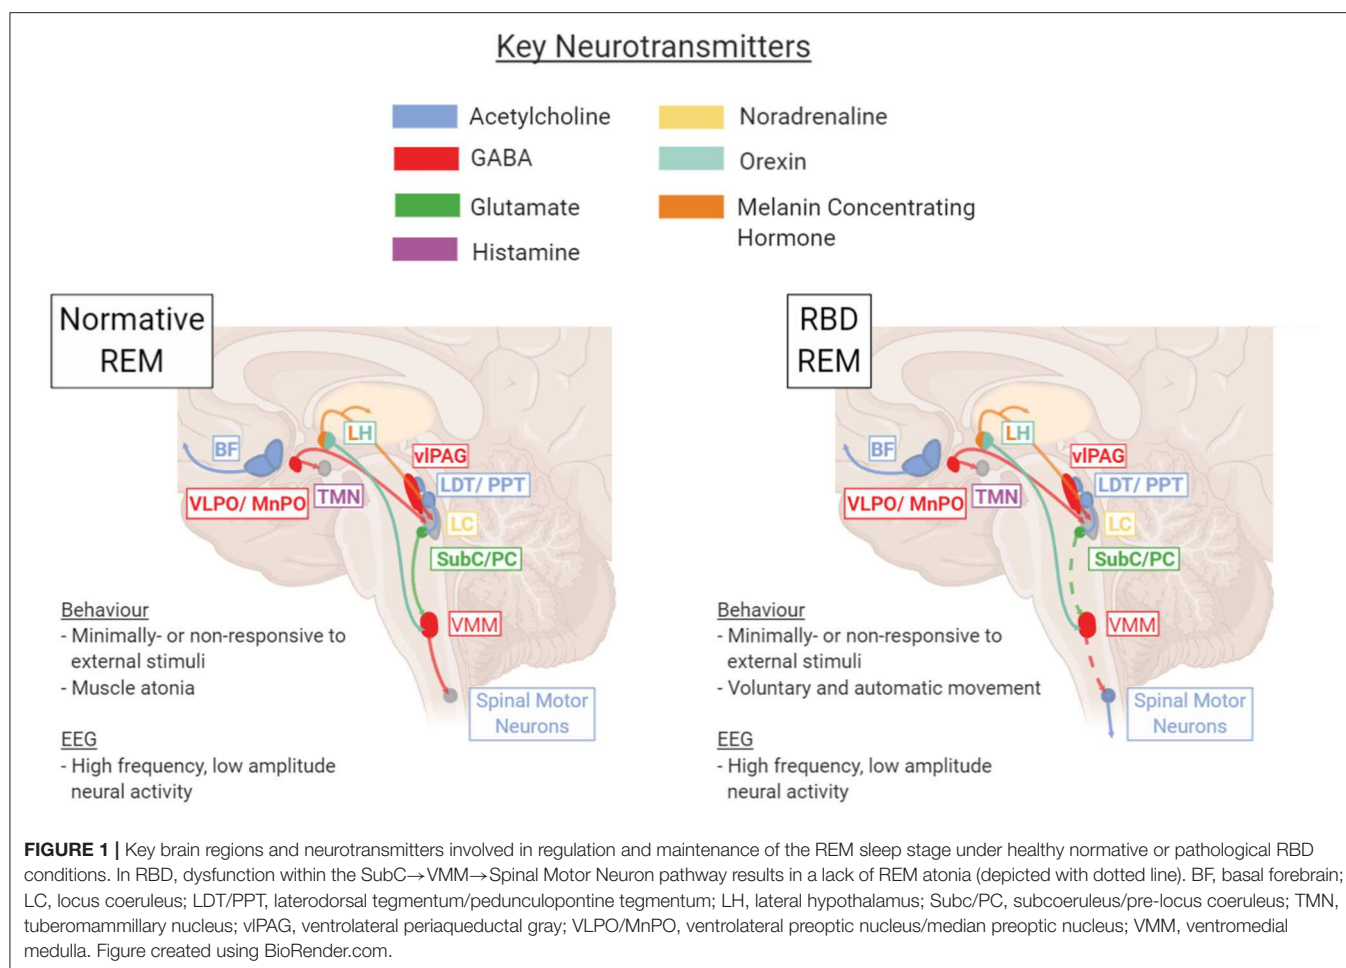 Key Neurotransmitters
Acetylcholine
GABA
Glutamate
Histamine
Noradrenaline
Orexin
Melanin Concentrating
Hormone
Normative
REM
BF
LH
vlPAG
LDT/ PPT
VLPO/ MnPO
TMN
LC
SubC/PC
VMM
Spinal Motor
Neurons
Behaviour
- Minimally- or non-responsive to
external stimuli
- Muscle atonia
EEG
- High frequency, low amplitude
neural activity
RBD
REM
BF
LH
vlPAG
LDT/ PPT
VLPO/ MnPO
TMN
LC
SubC/PC
VMM
Spinal Motor
Neurons
Behaviour
- Minimally- or non-responsive to
external stimuli
- Voluntary and automatic movement
EEG
- High frequency, low amplitude
neural activity
FIGURE 1 | Key brain regions and neurotransmitters involved in regulation and maintenance of the REM sleep stage under healthy normative or pathological RBD
conditions. In RBD, dysfunction within the SubC→VMM→Spinal Motor Neuron pathway results in a lack of REM atonia (depicted with dotted line). BF, basal forebrain;
LC, locus coeruleus; LDT/PPT, laterodorsal tegmentum/pedunculopontine tegmentum; LH, lateral hypothalamus; Subc/PC, subcoeruleus/pre-locus coeruleus; TMN,
tuberomammillary nucleus; vlPAG, ventrolateral periaqueductal gray; VLPO/MnPO, ventrolateral preoptic nucleus/median preoptic nucleus; VMM, ventromedial
medulla. Figure created using BioRender.com.